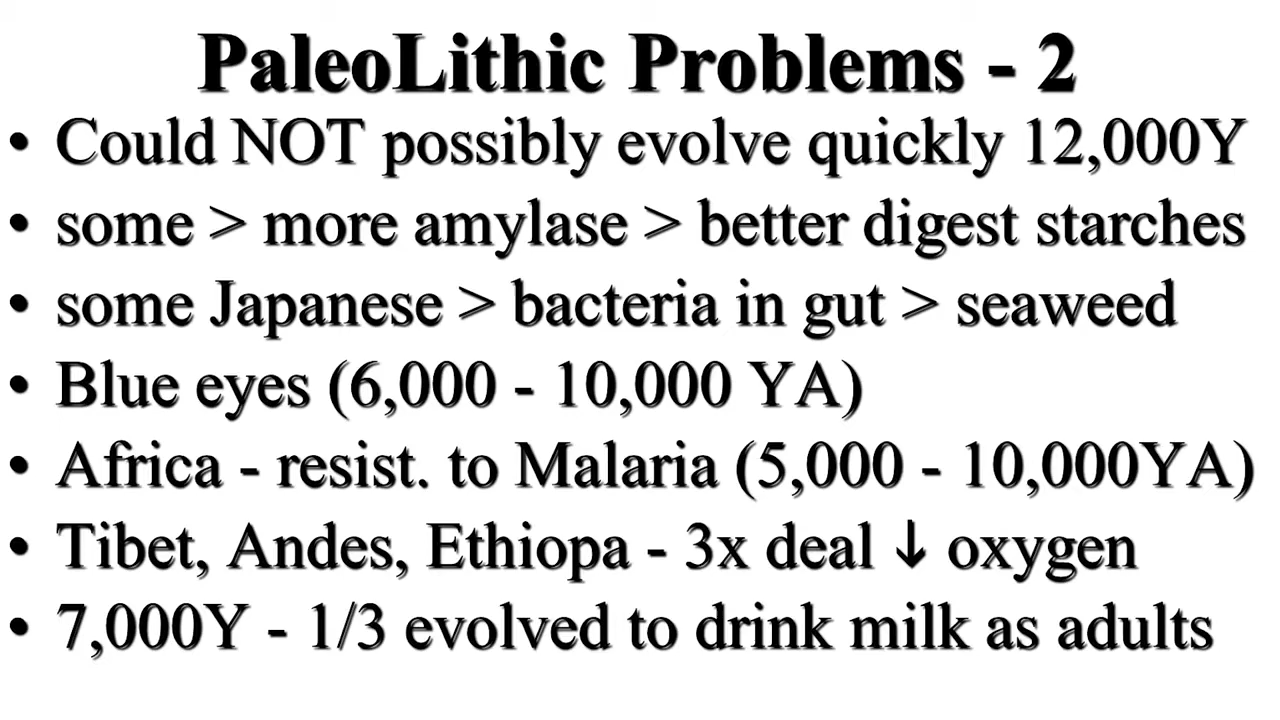 PaleoLithic Problems - 2
• Could NOT possibly evolve quickly 12,000Y
• some > more amylase > better digest starches
• some Japanese > bacteria in gut > seaweed
• Blue eyes (6,000 - 10,000 YA)
• Africa - resist. to Malaria (5,000 - 10,000YA)
• Tibet, Andes, Ethiopa - 3x deal ↓ oxygen
• 7,000Y - 1/3 evolved to drink milk as adults